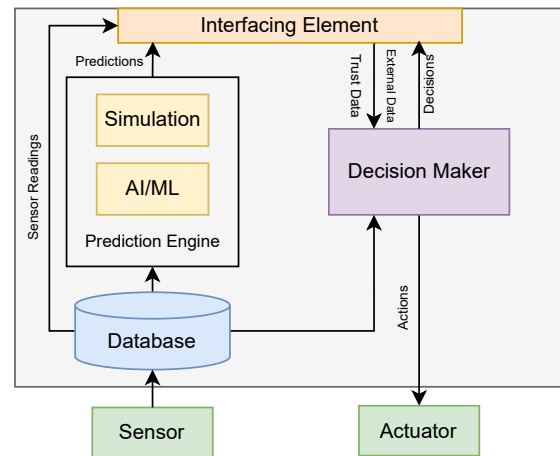 Interfacing Element
Predictions
Trust Data
External Data
Decisions
Simulation
AI/ML
Prediction Engine
Sensor Readings
Decision Maker
Database
Actions
Sensor
Actuator